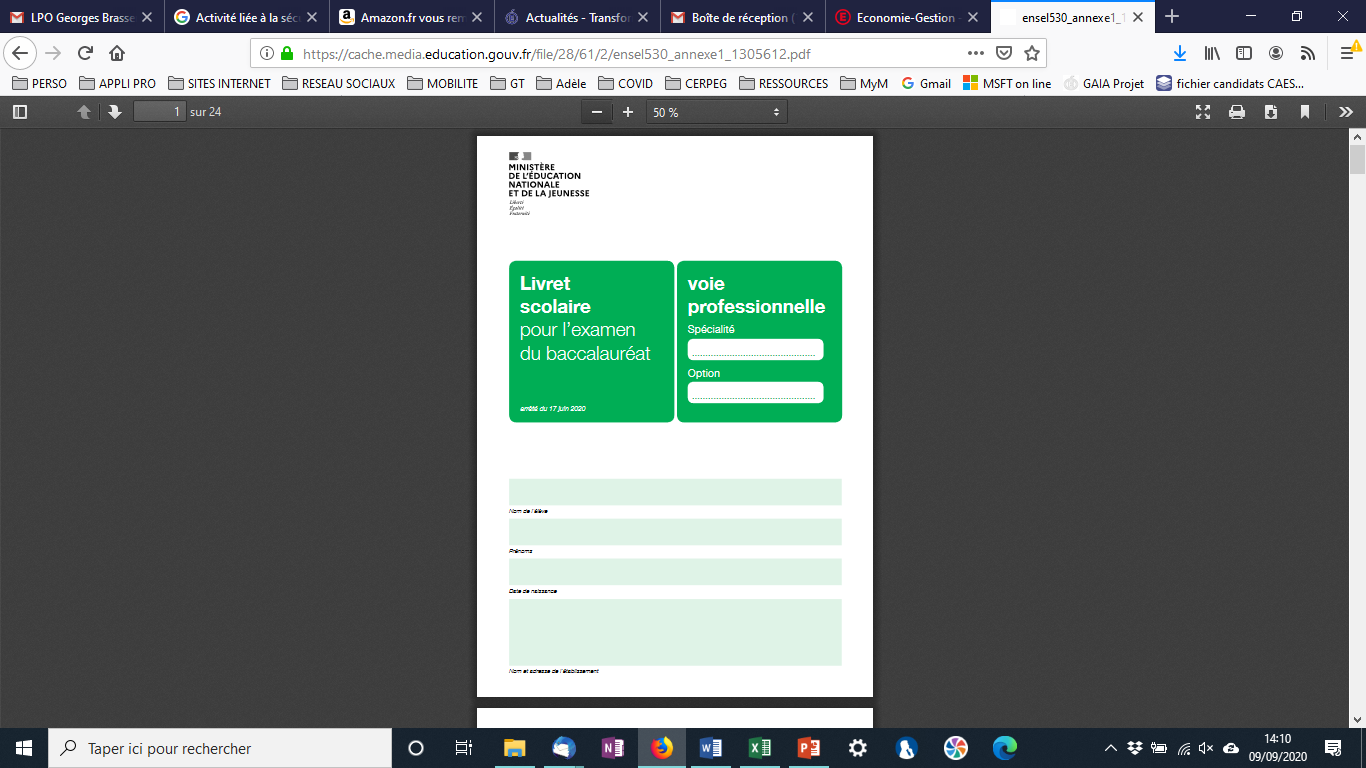 LPO Georges Brasse
Activité liée à la séc
Amazon.fr vous rem
Actualités - Transfor
Boîte de réception (
Economie-Gestion -
ensel530_annexe1_1
https://cache.media.education.gouv.fr/file/28/61/2/ensel530_annexe1_1305612.pdf
PERSO APPLI PRO SITES INTERNET RESEAU SOCIAUX MOBILITE GT Adèle COVID CERPEG RESSOURCES MyM Gmail MSFT on line GAIA Projet fichier candidats CAES...
1 sur 24 50 %
MINISTÈRE
DE L'ÉDUCATION
NATIONALE
ET DE LA JEUNESSE
Liberté
Égalité
Fraternité
Livret
scolaire
pour l'examen
du baccalauréat
arrêté du 17 juin 2020
voie
professionnelle
Spécialité
Option
Nom de l'élève
Prénoms
Date de naissance
Nom et adresse de l'établissement
Taper ici pour rechercher
14:10
09/09/2020